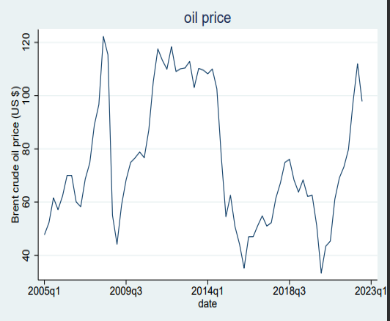 oil price
Brent crude oil price (US $)
120
100
80
60
40
2005q1 2009q3 2014q1 2018q3 2023q1
date